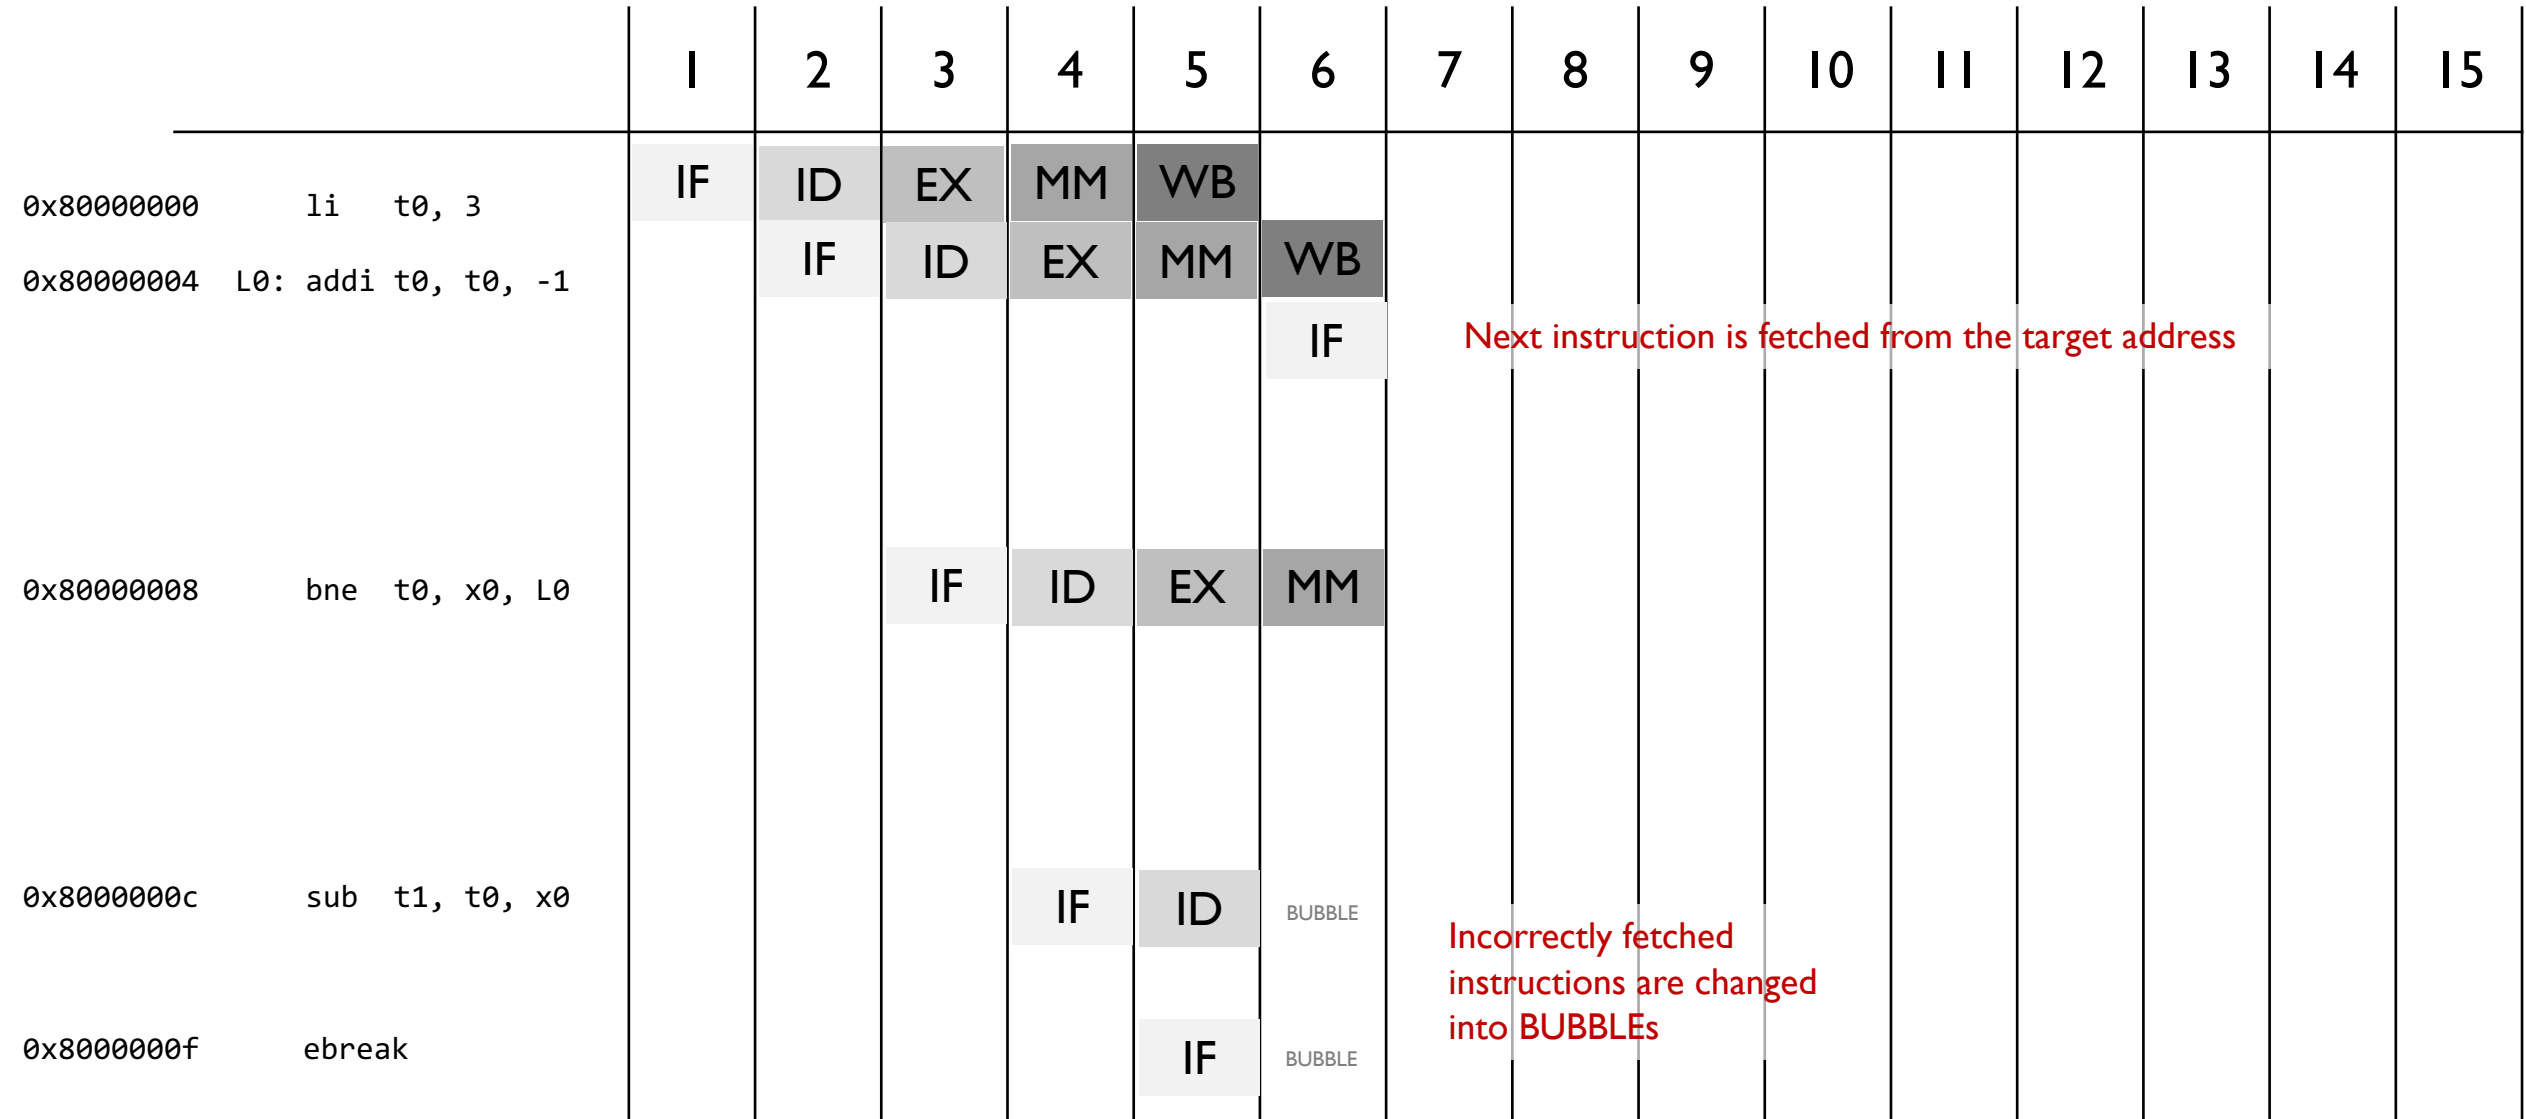 1 2 3 4 5 6 7 8 9 10 11 12 13 14 15
0x80000000 li t0, 3 IF ID EX MM WB
0x80000004 L0: addi t0, t0, -1 IF ID EX MM WB
IF Next instruction is fetched from the target address
0x80000008 bne t0, x0, L0 IF ID EX MM
0x8000000c sub t1, t0, x0 IF ID BUBBLE
Incorrectly fetched
instructions are changed
into BUBBLEs
0x8000000f ebreak IF BUBBLE